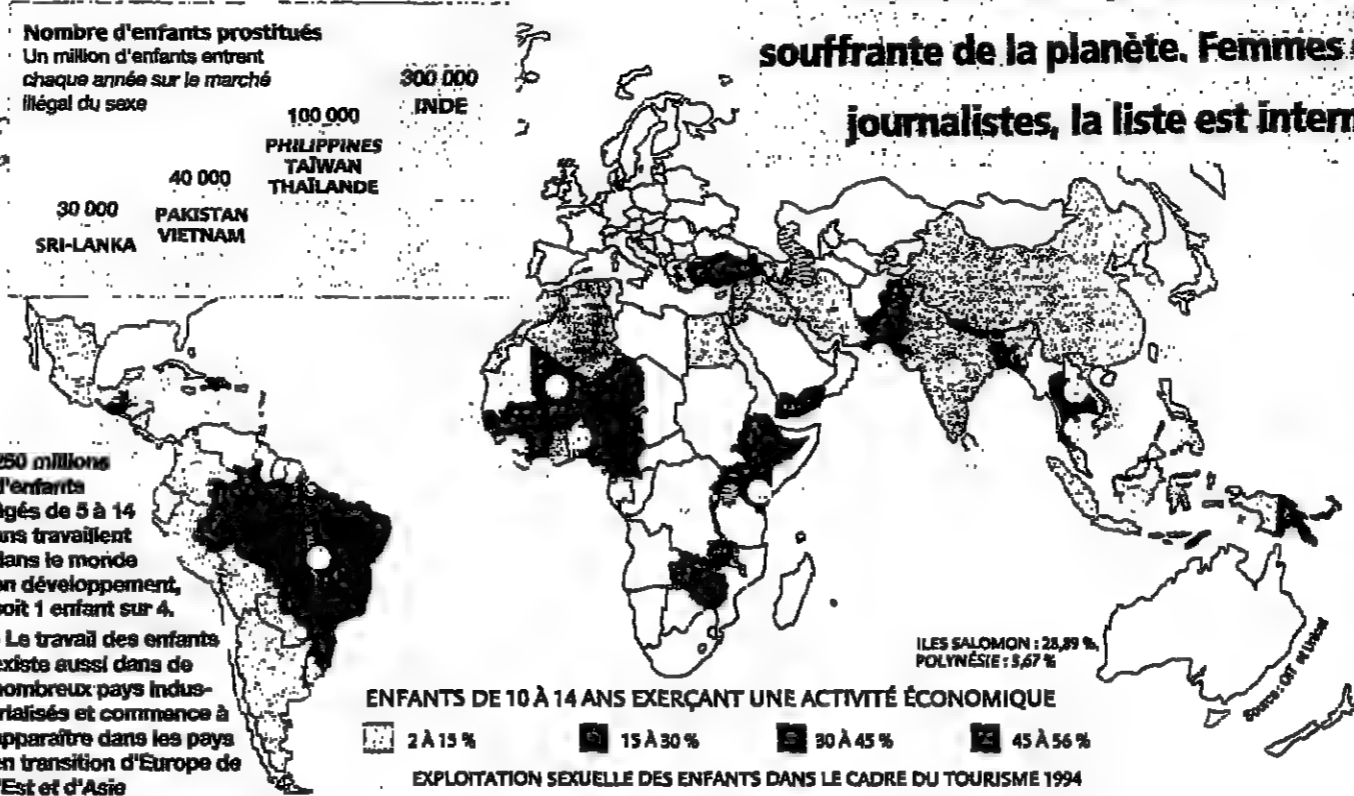 Nombre d'enfants prostitués
Un million d'enfants entrent
chaque année sur le marché
illégal du sexe
300 000
INDE
100 000
PHILIPPINES
TAÏWAN
THAÏLANDE
40 000
PAKISTAN
VIETNAM
30 000
SRI-LANKA
souffrante de la planète. Femmes
journalistes, la liste est interm
250 millions
d'enfants
âgés de 5 à 14
ans travaillent
dans le monde
en développement,
soit 1 enfant sur 4.
Le travail des enfants
existe aussi dans de
nombreux pays indus-
trialisés et commence à
apparaître dans les pays
en transition d'Europe de
l'Est et d'Asie
ILES SALOMON : 28,89 %,
POLYNÉSIE : 5,67 %
Source : OIT et Unicef
ENFANTS DE 10 À 14 ANS EXERÇANT UNE ACTIVITÉ ÉCONOMIQUE
2 À 15 % 15 À 30 % 30 À 45 % 45 À 56 %
EXPLOITATION SEXUELLE DES ENFANTS DANS LE CADRE DU TOURISME 1994